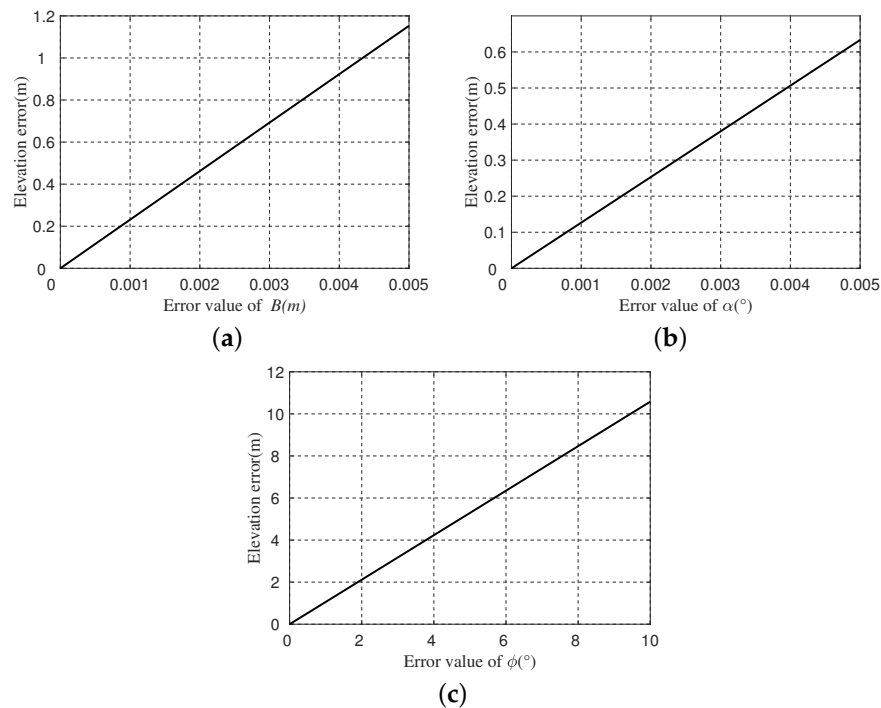 1.2
1
0.8
0.6
0.4
0.2
0
Elevation error(m)
0 0.001 0.002 0.003 0.004 0.005
Error value of B(m)
(a)
0.6
0.5
0.4
0.3
0.2
0.1
0
Elevation error(m)
0 0.001 0.002 0.003 0.004 0.005
Error value of α(°)
(b)
12
10
8
6
4
2
0
Elevation error(m)
0 2 4 6 8 10
Error value of ϕ(°)
(c)